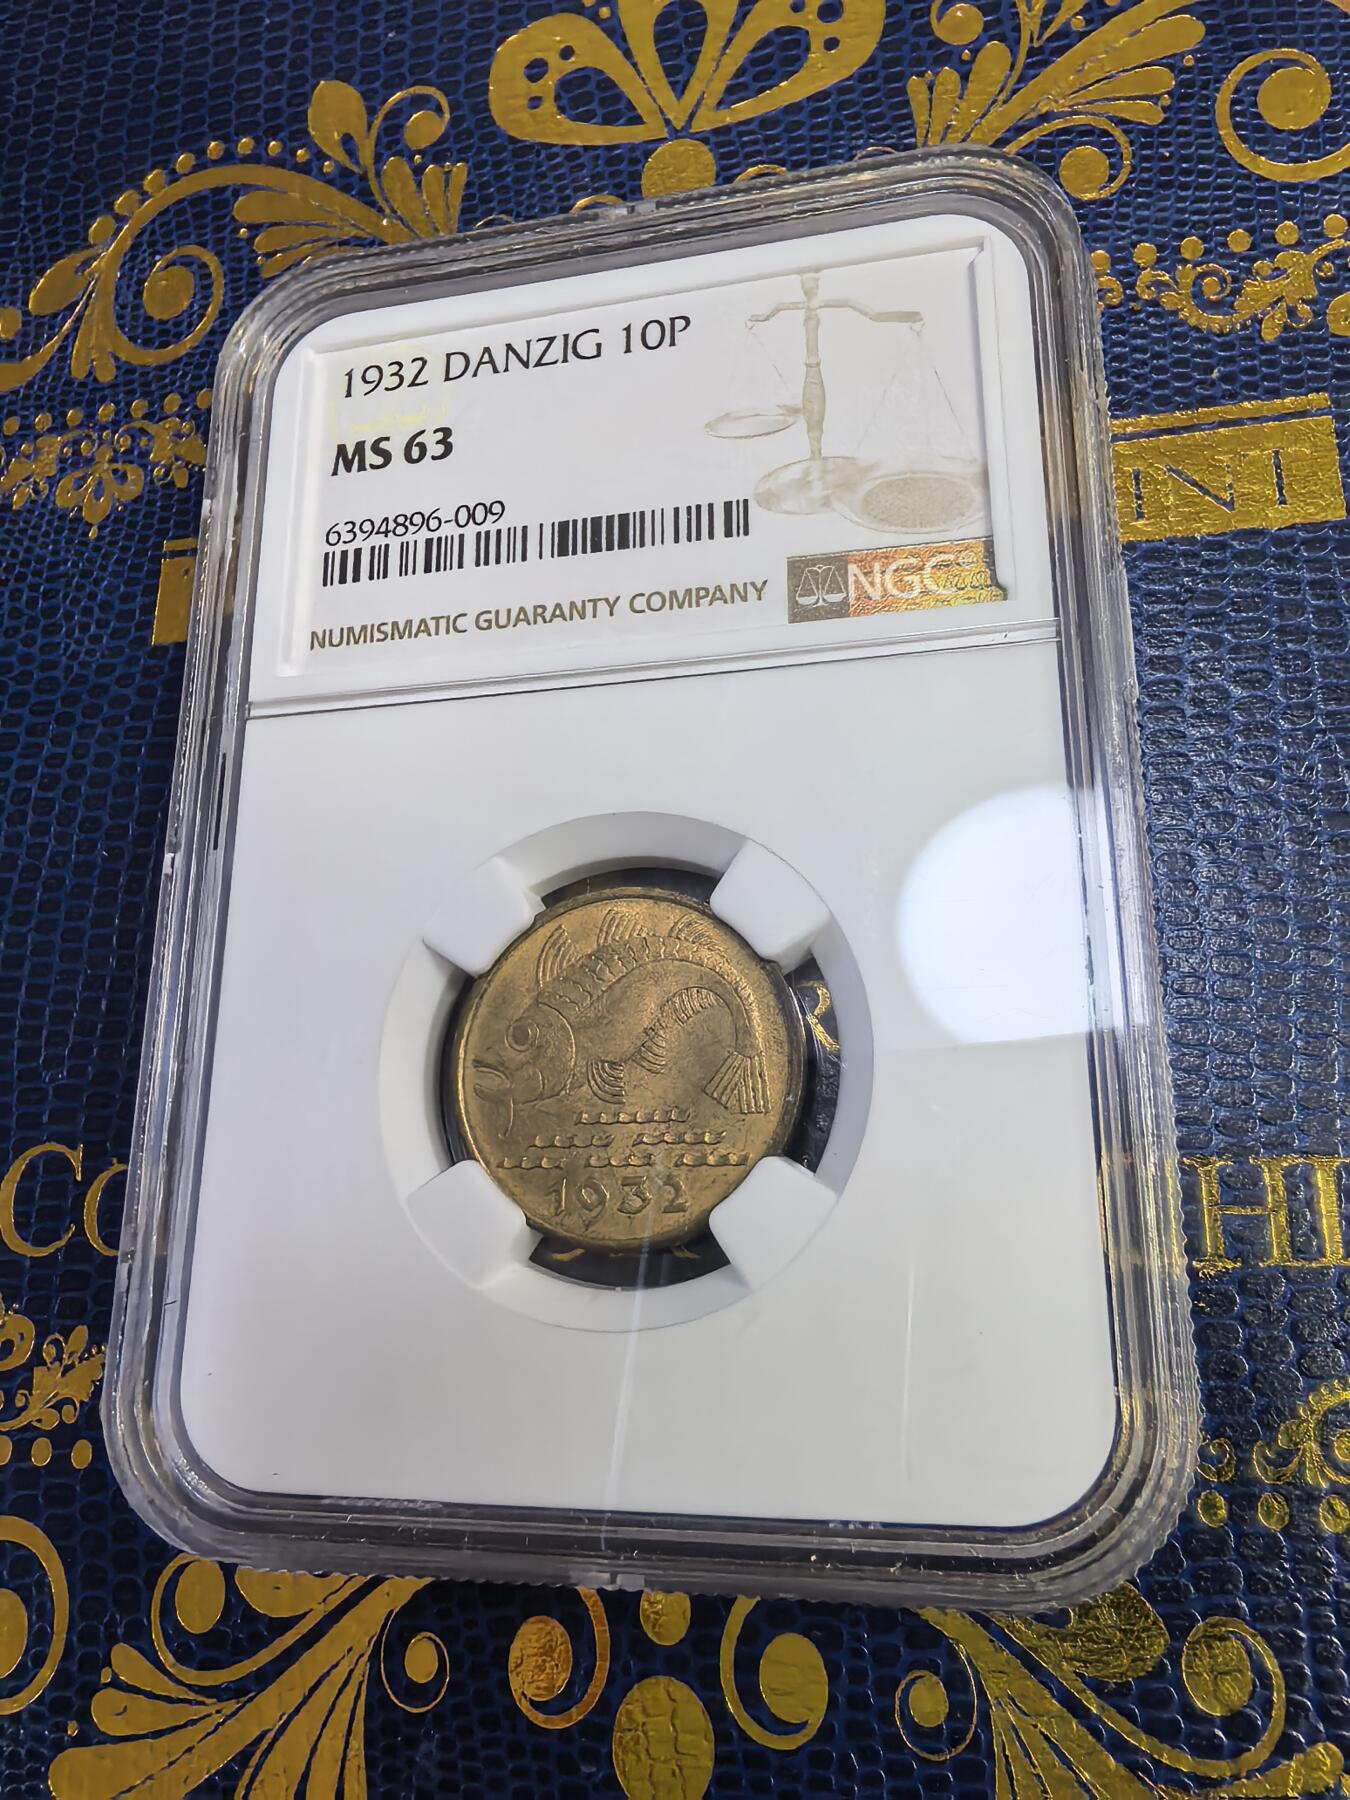 1932 DANZIG 10P
MS 63
6394896-009
NUMISMATIC GUARANTY COMPANY
NGC®
1932